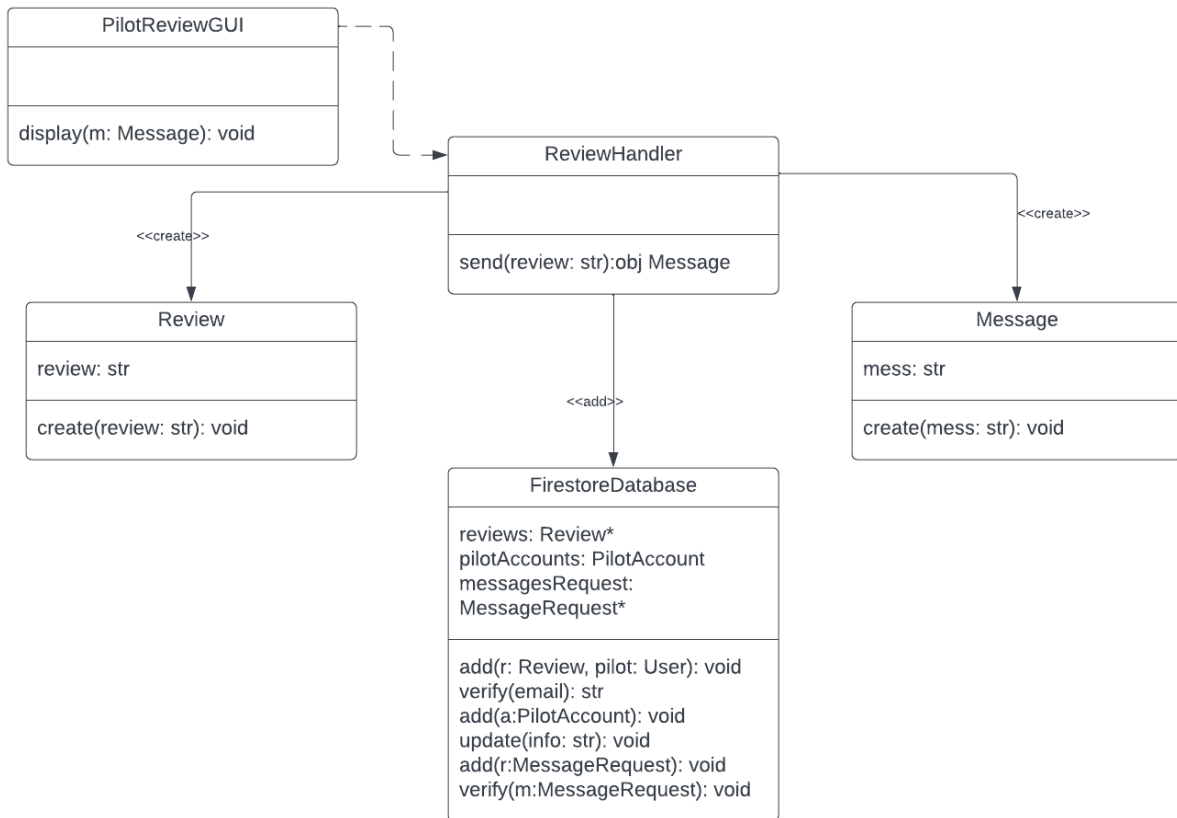 PilotReviewGUI
display(m: Message): void
ReviewHandler
send(review: str):obj Message
<<create>>
<<create>>
Review
review: str
create(review: str): void
Message
mess: str
create(mess: str): void
<<add>>
FirestoreDatabase
reviews: Review*
pilotAccounts: PilotAccount
messagesRequest:
MessageRequest*
add(r: Review, pilot: User): void
verify(email): str
add(a:PilotAccount): void
update(info: str): void
add(r:MessageRequest): void
verify(m:MessageRequest): void